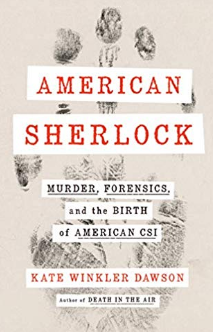 AMERICAN
SHERLOCK
MURDER, FORENSICS,
and the BIRTH
of AMERICAN CSI
KATE WINKLER DAWSON
Author of DEATH IN THE AIR